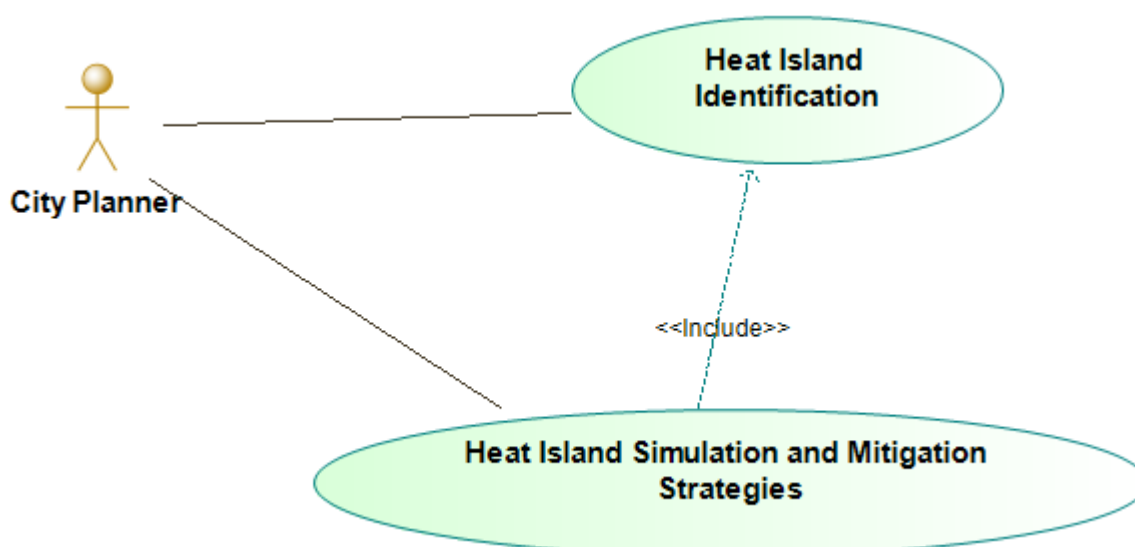 Heat Island
Identification
City Planner
<<Include>>
Heat Island Simulation and Mitigation
Strategies